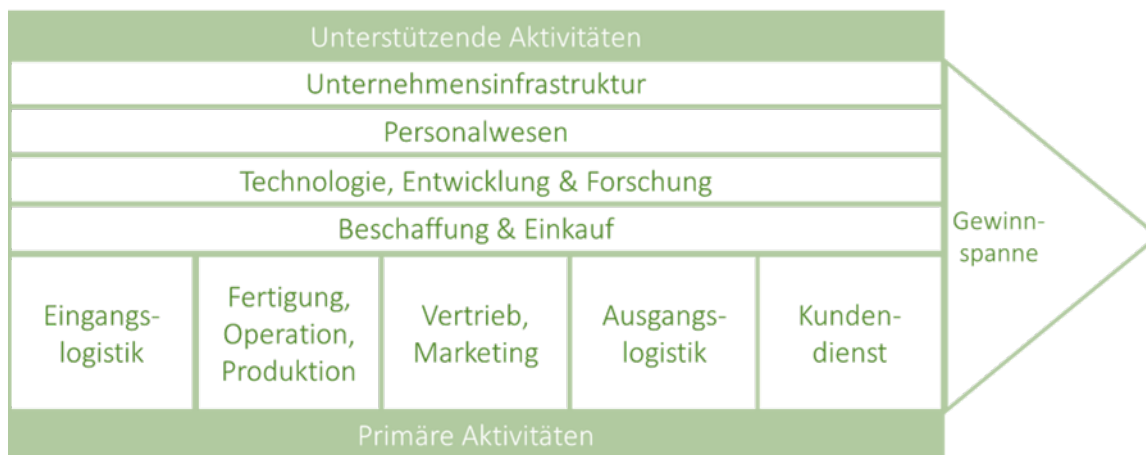 Unterstützende Aktivitäten
Unternehmensinfrastruktur
Personalwesen
Technologie, Entwicklung & Forschung
Beschaffung & Einkauf
Gewinn-
spanne
Eingangs-
logistik
Fertigung,
Operation,
Produktion
Vertrieb,
Marketing
Ausgangs-
logistik
Kunden-
dienst
Primäre Aktivitäten